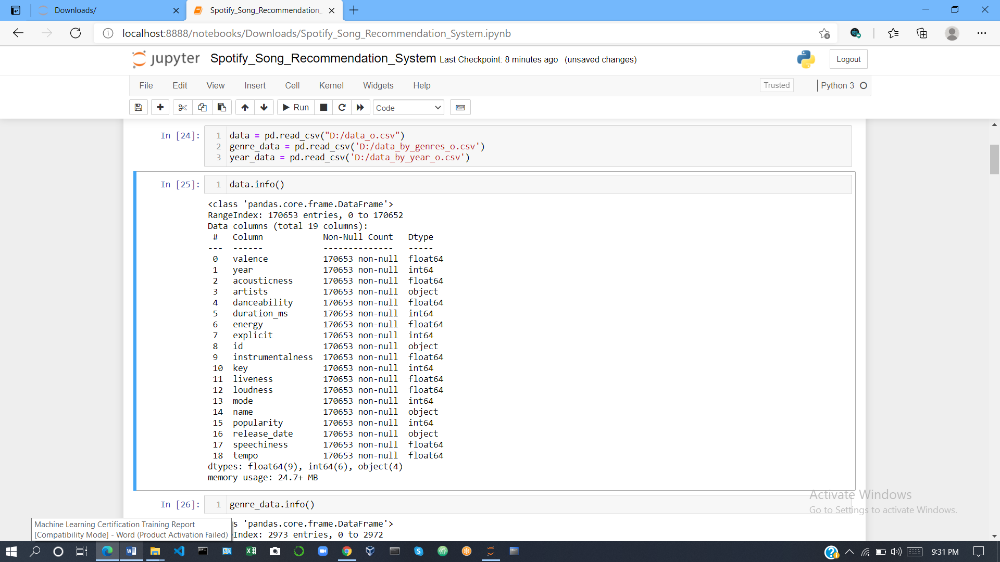 Downloads/
Spotify_Song_Recommendation_
localhost:8888/notebooks/Downloads/Spotify_Song_Recommendation_System.ipynb
jupyter Spotify_Song_Recommendation_System Last Checkpoint: 8 minutes ago (unsaved changes)
Logout
File Edit View Insert Cell Kernel Widgets Help
Trusted
Python 3
Run
Code
In [24]:
1 data = pd.read_csv("D:/data_o.csv")
2 genre_data = pd.read_csv('D:/data_by_genres_o.csv')
3 year_data = pd.read_csv('D:/data_by_year_o.csv')
In [25]:
1 data.info()
<class 'pandas.core.frame.DataFrame'>
RangeIndex: 170653 entries, 0 to 170652
Data columns (total 19 columns):
# Column Non-Null Count Dtype
--- ------ -------------- -----
0 valence 170653 non-null float64
1 year 170653 non-null int64
2 acousticness 170653 non-null float64
3 artists 170653 non-null object
4 danceability 170653 non-null float64
5 duration_ms 170653 non-null int64
6 energy 170653 non-null float64
7 explicit 170653 non-null int64
8 id 170653 non-null object
9 instrumentalness 170653 non-null float64
10 key 170653 non-null int64
11 liveness 170653 non-null float64
12 loudness 170653 non-null float64
13 mode 170653 non-null int64
14 name 170653 non-null object
15 popularity 170653 non-null int64
16 release_date 170653 non-null object
17 speechiness 170653 non-null float64
18 tempo 170653 non-null float64
dtypes: float64(9), int64(6), object(4)
memory usage: 24.7+ MB
In [26]:
1 genre_data.info()
s 'pandas.core.frame.DataFrame'>
eIndex: 2973 entries, 0 to 2972
Activate Windows
Go to Settings to activate Windows.
Machine Learning Certification Training Report
[Compatibility Mode] - Word (Product Activation Failed)
9:31 PM